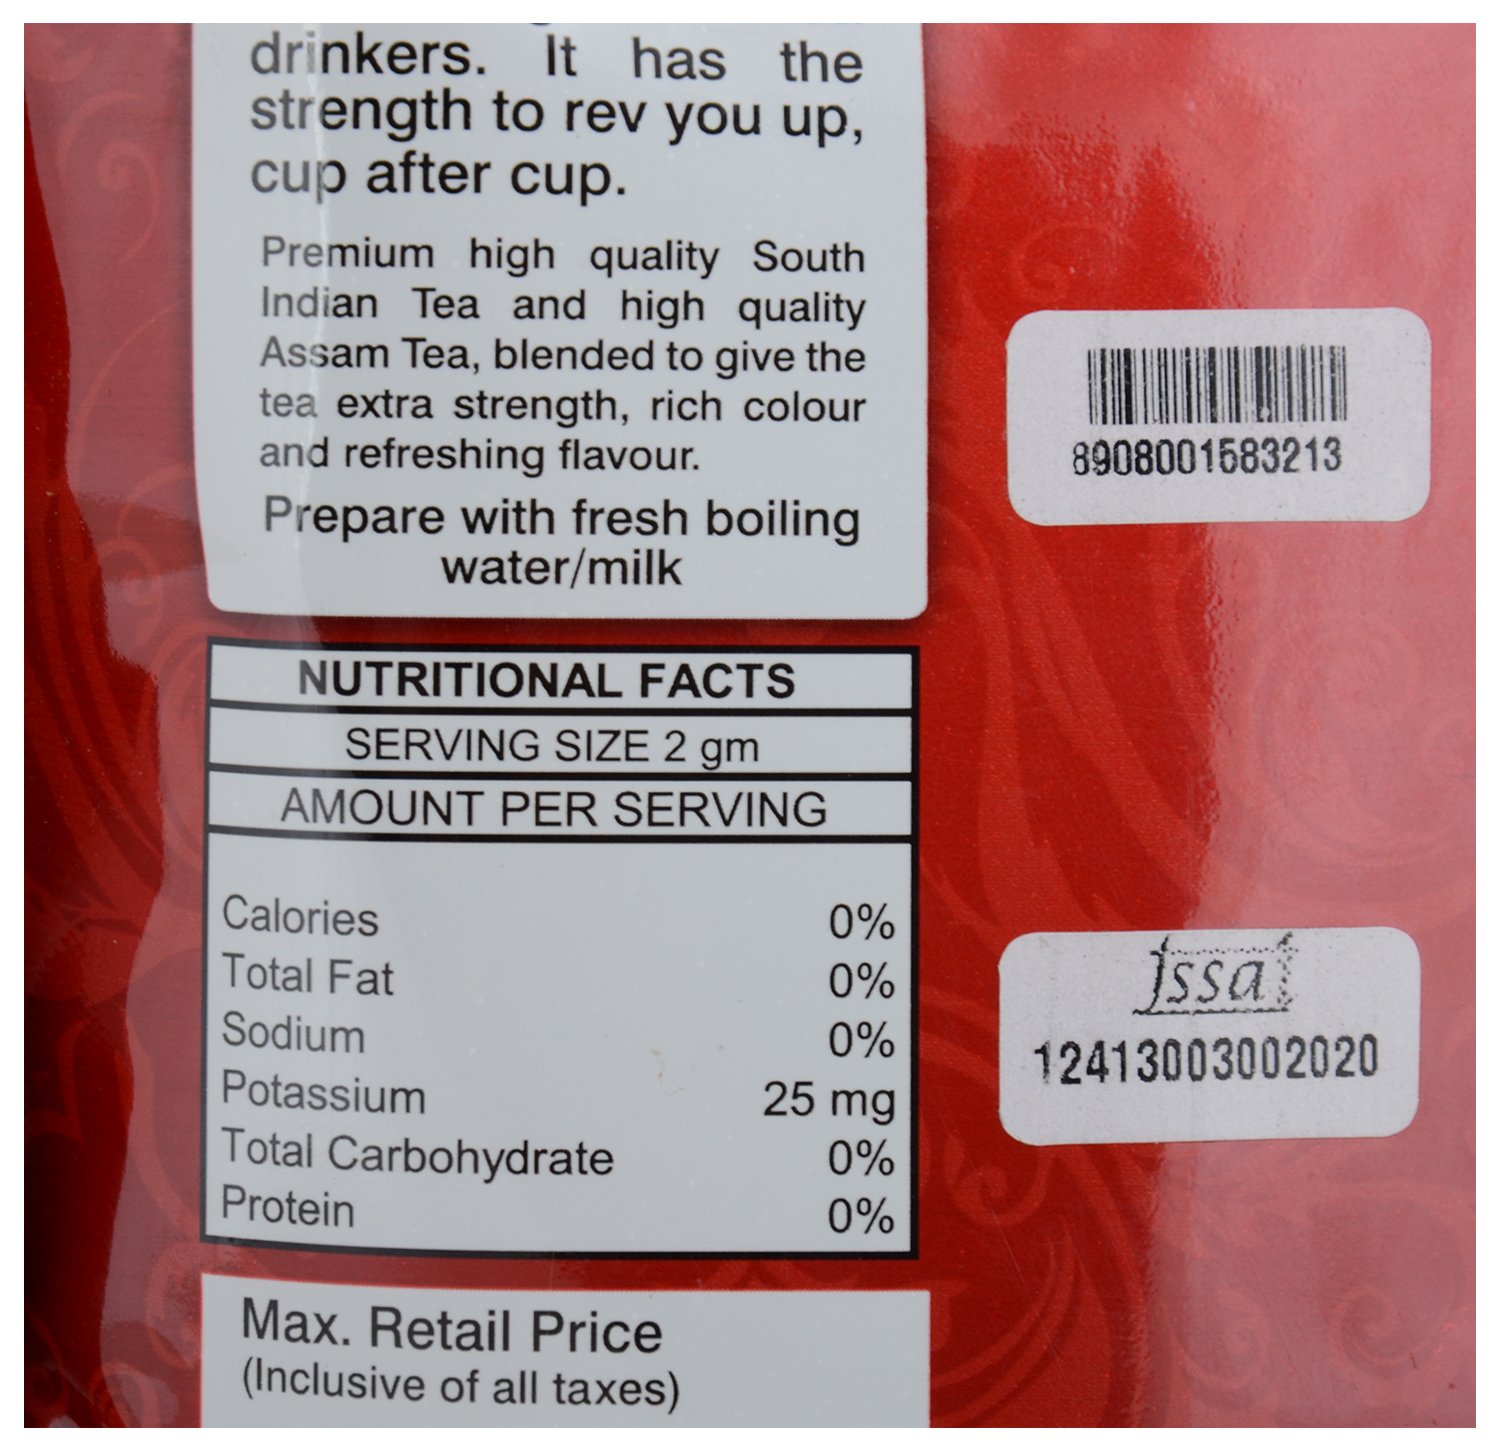 drinkers. It has the
strength to rev you up,
cup after cup.
Premium high quality South
Indian Tea and high quality
Assam Tea, blended to give the
tea extra strength, rich colour
and refreshing flavour.
Prepare with fresh boiling
water/milk
NUTRITIONAL FACTS
SERVING SIZE 2 gm
AMOUNT PER SERVING
Calories 0%
Total Fat 0%
Sodium 0%
Potassium 25 mg
Total Carbohydrate 0%
Protein 0%
Max. Retail Price
(Inclusive of all taxes)
8908001583213
fssai
12413003002020